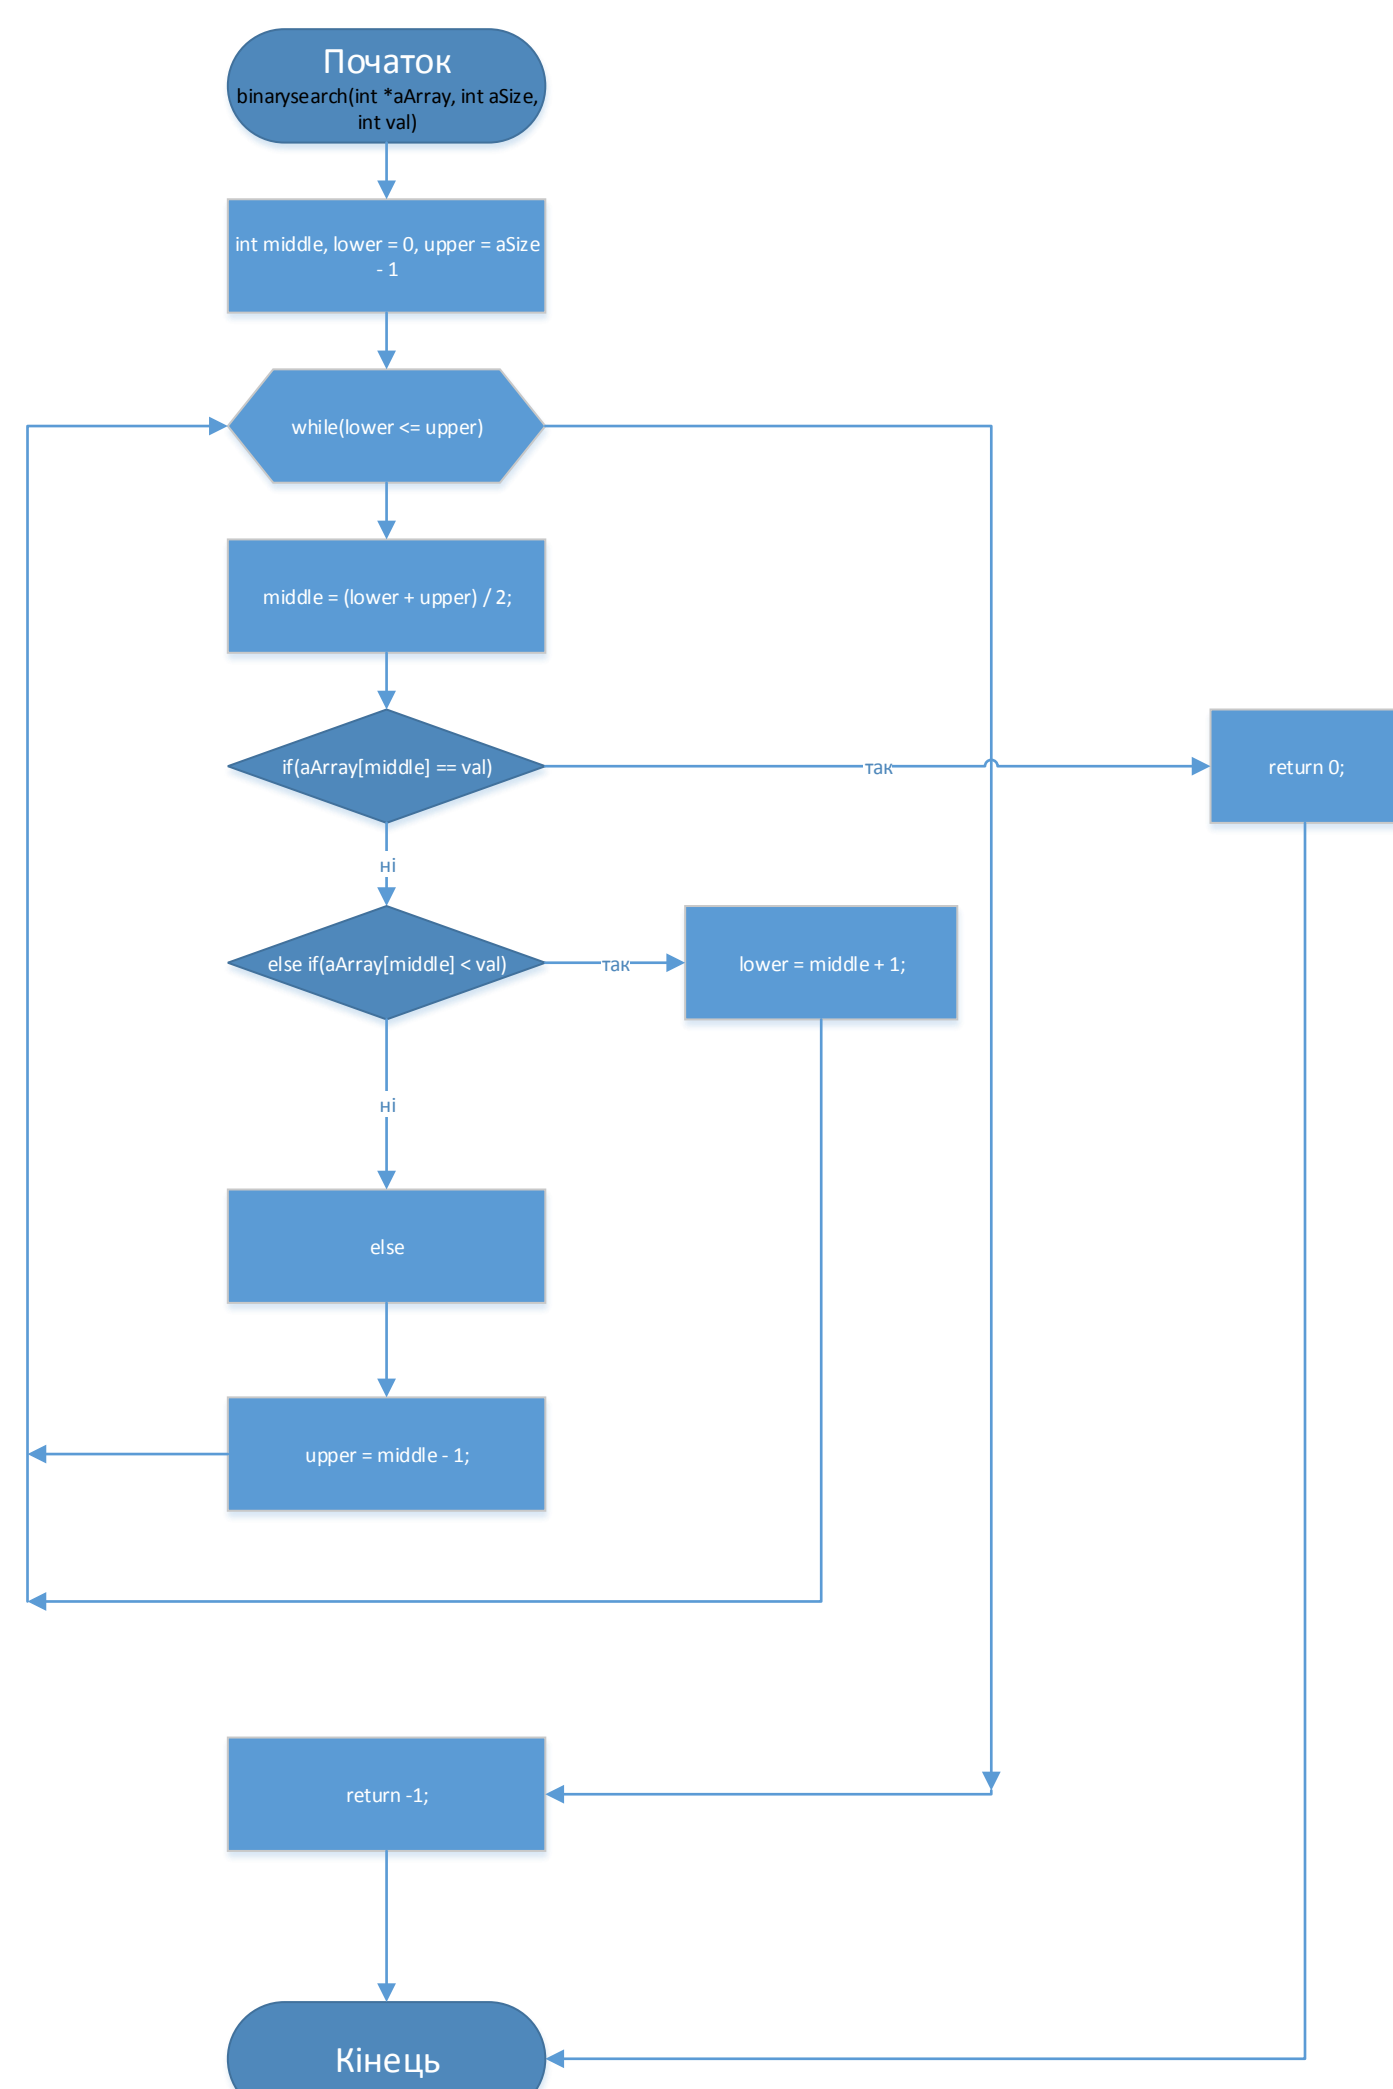 Початок
binarysearch(int *aArray, int aSize,
int val)
int middle, lower = 0, upper = aSize
- 1
while(lower <= upper)
middle = (lower + upper) / 2;
if(aArray[middle] == val)
так
return 0;
ні
else if(aArray[middle] < val)
так
lower = middle + 1;
ні
else
upper = middle - 1;
return -1;
Кінець